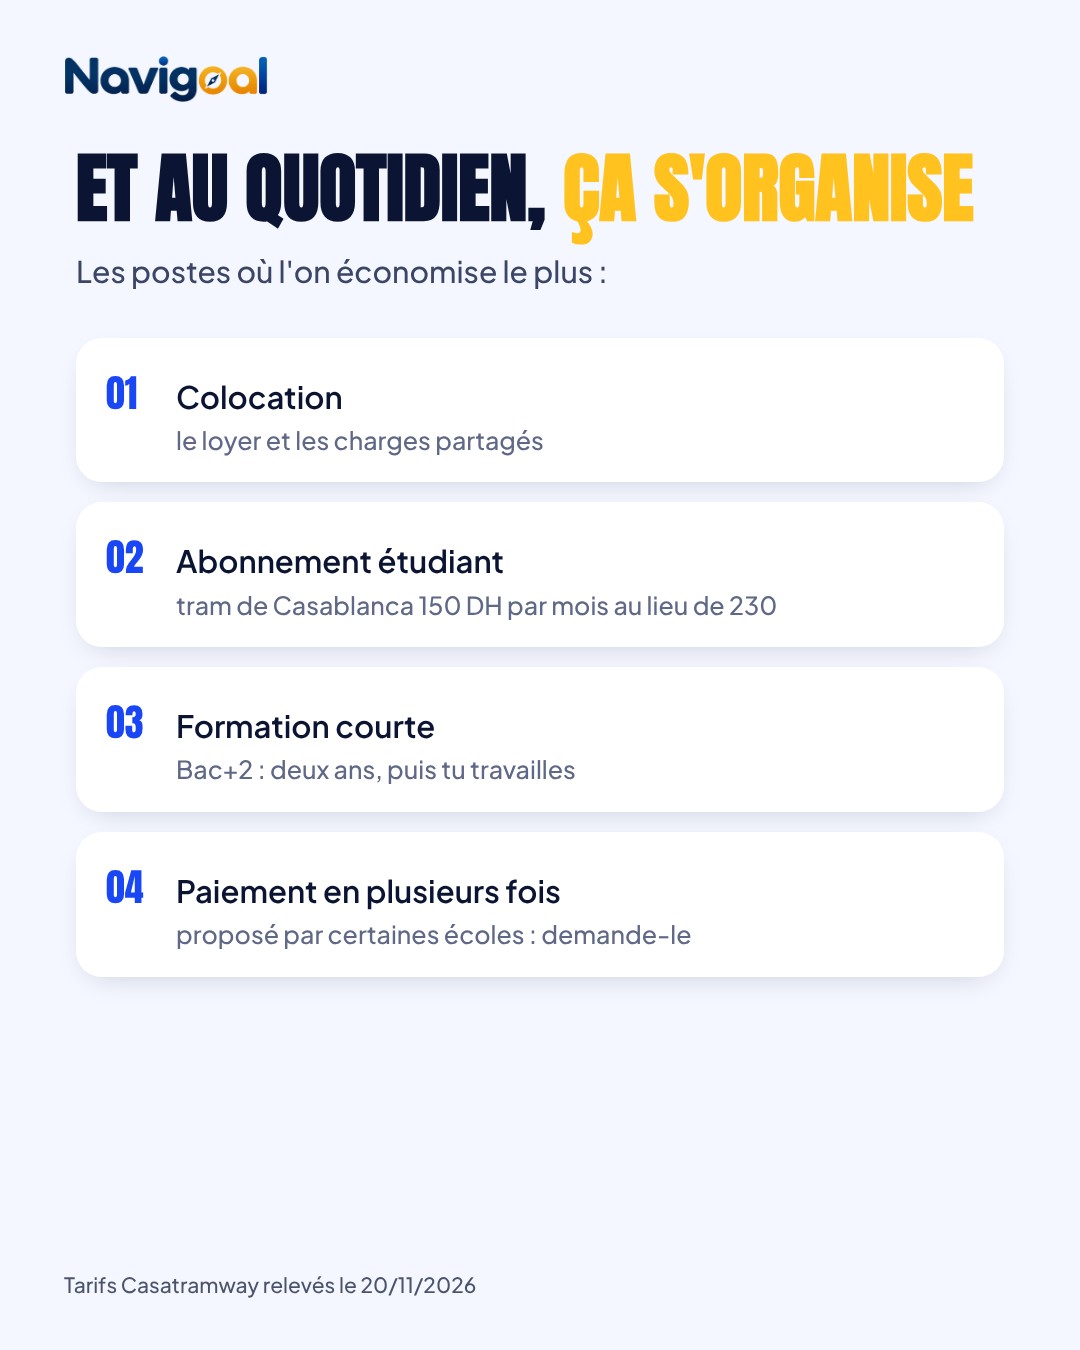 Navigoal
ET AU QUOTIDIEN, ÇA S'ORGANISE
Les postes où l'on économise le plus :
01 Colocation
le loyer et les charges partagés
02 Abonnement étudiant
tram de Casablanca 150 DH par mois au lieu de 230
03 Formation courte
Bac+2 : deux ans, puis tu travailles
04 Paiement en plusieurs fois
proposé par certaines écoles : demande-le
Tarifs Casatramway relevés le 20/11/2026